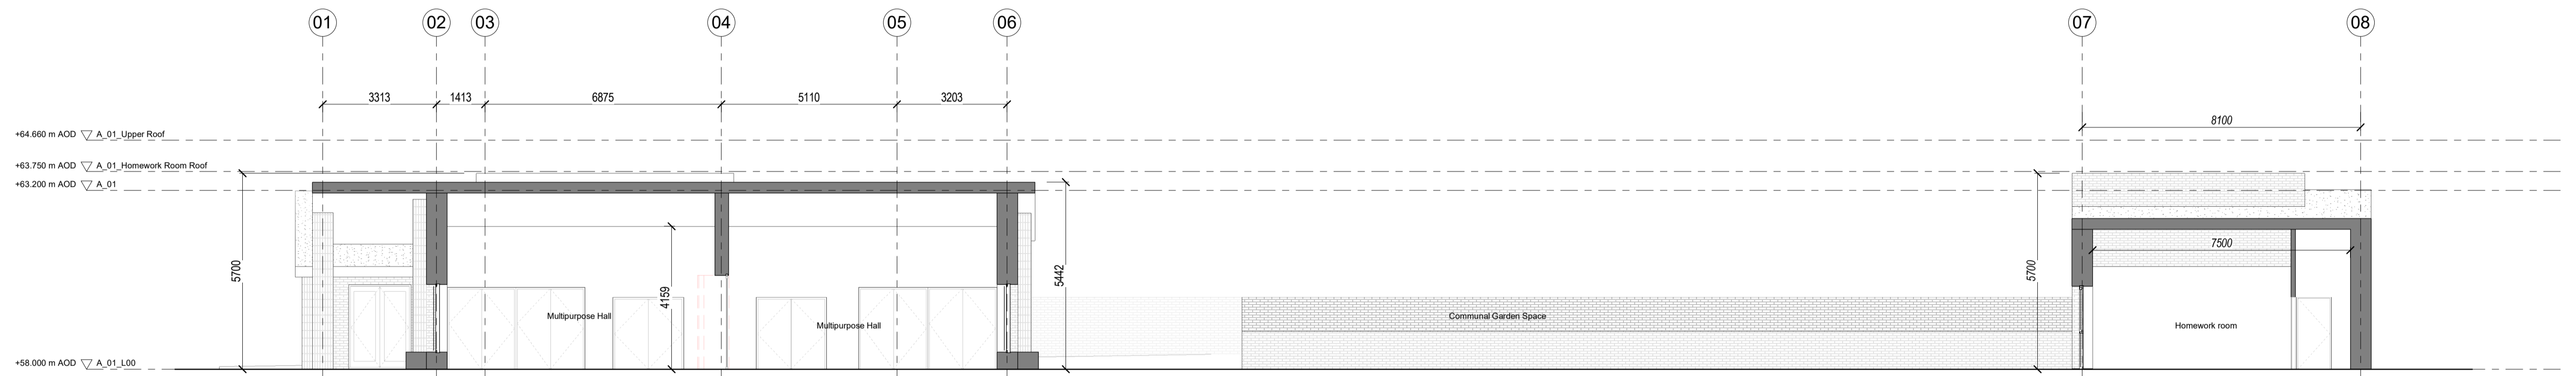 01
02
03
04
05
06
07
08
3313
1413
6875
5110
3203
8100
+64.660 m AOD A_01_Upper Roof
+63.750 m AOD A_01_Homework Room Roof
+63.200 m AOD A_01
5700
4159
5442
5700
7500
Multipurpose Hall
Multipurpose Hall
Communal Garden Space
Homework room
+58.000 m AOD A_01_L00